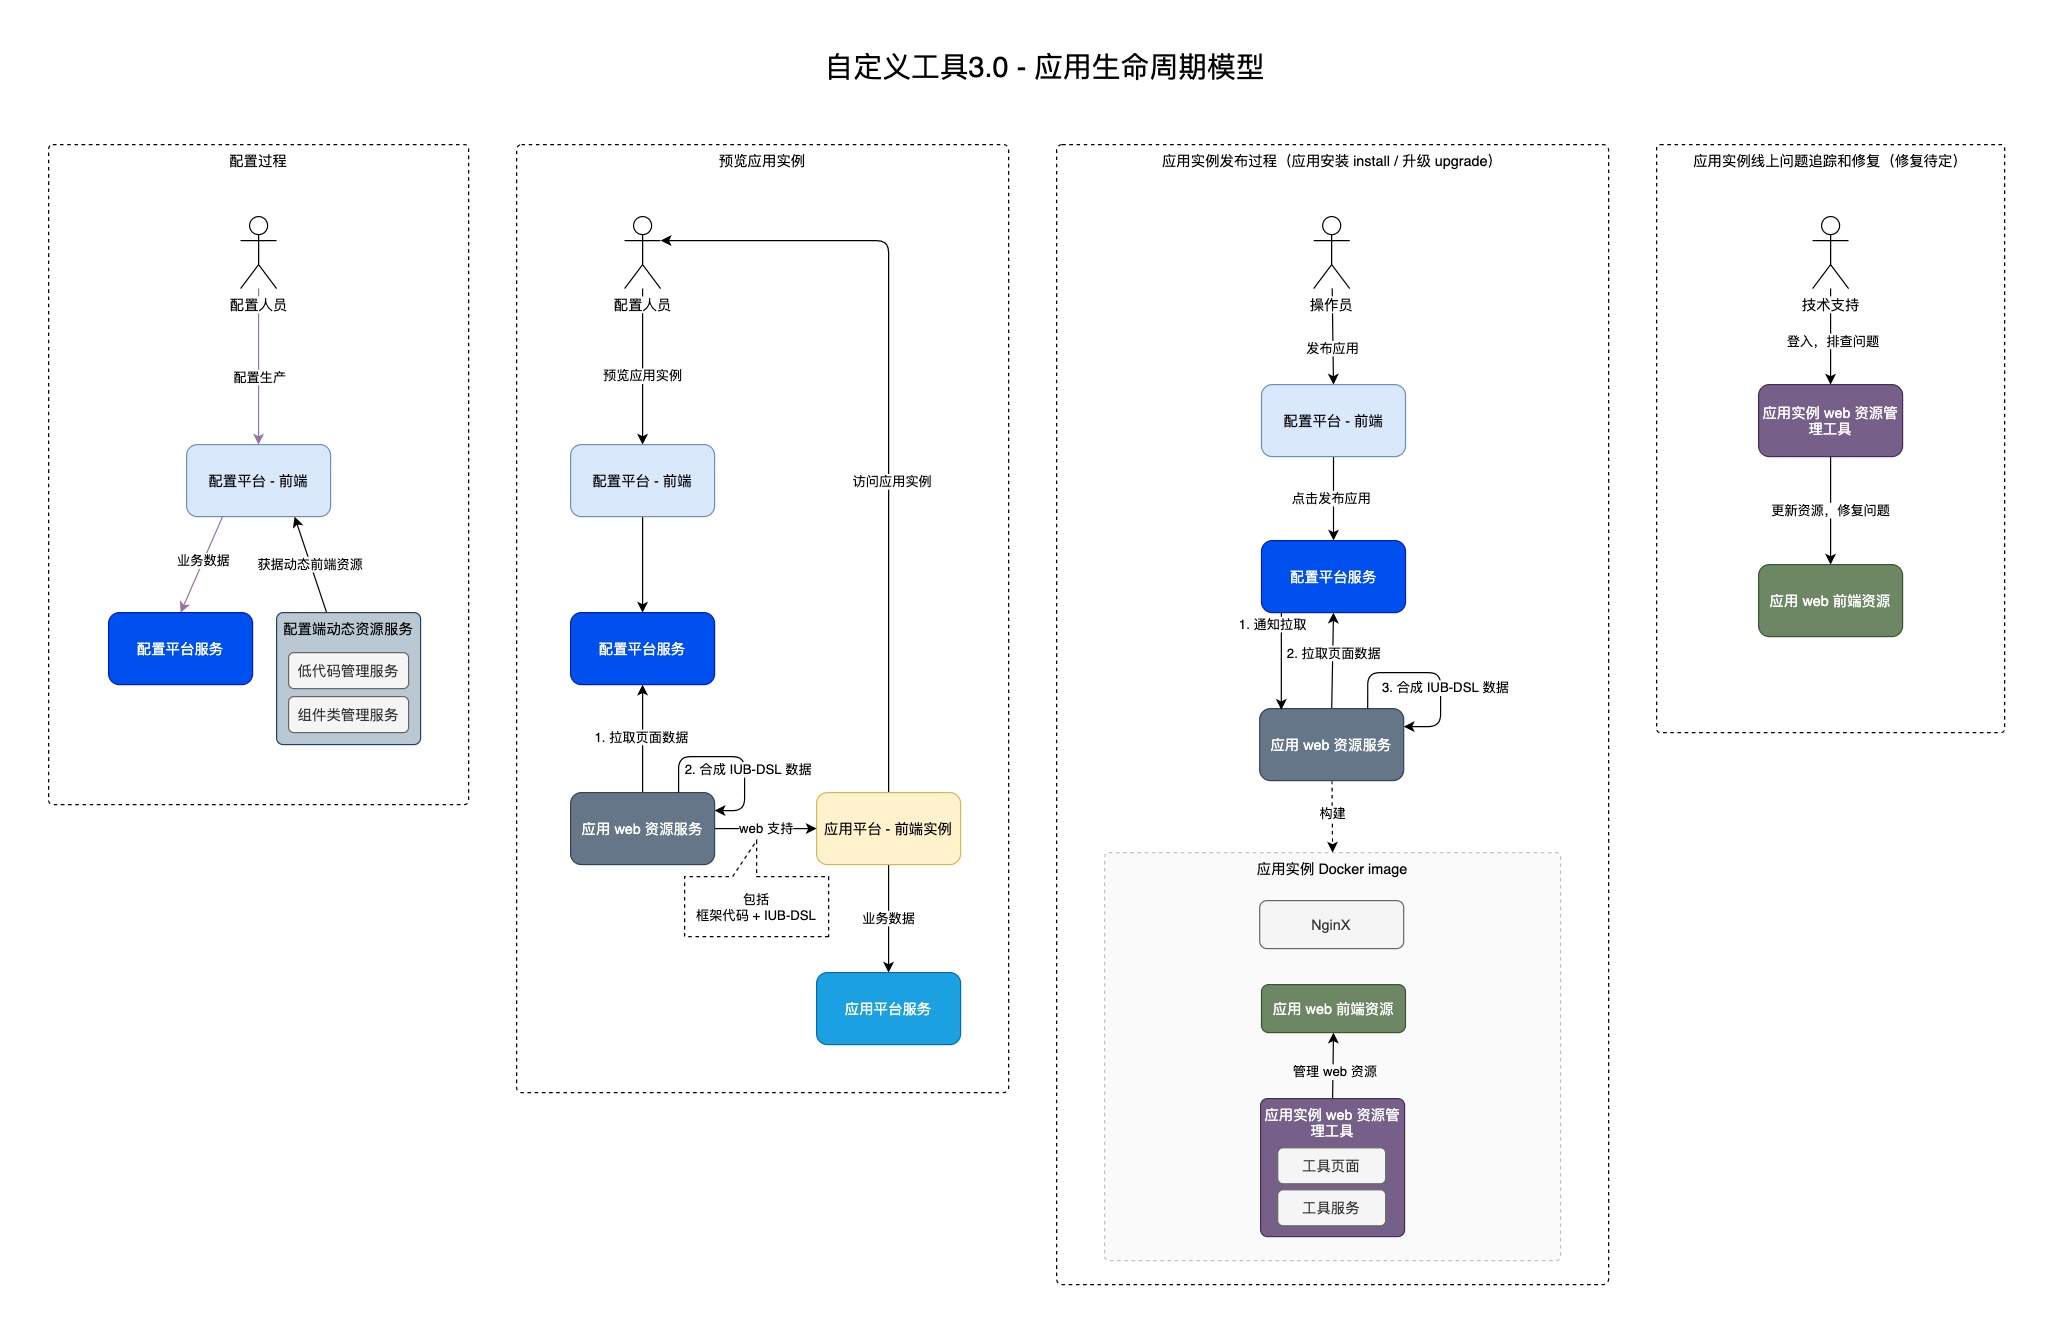 自定义工具3.0 - 应用生命周期模型
配置过程
配置人员
配置生产
配置平台 - 前端
业务数据
获据动态前端资源
配置平台服务
配置端动态资源服务
低代码管理服务
组件类管理服务
预览应用实例
配置人员
预览应用实例
配置平台 - 前端
访问应用实例
配置平台服务
1. 拉取页面数据
2. 合成 IUB-DSL 数据
应用 web 资源服务
web 支持
应用平台 - 前端实例
包括
框架代码 + IUB-DSL
业务数据
应用平台服务
应用实例发布过程（应用安装 install / 升级 upgrade）
操作员
发布应用
配置平台 - 前端
点击发布应用
配置平台服务
1. 通知拉取
2. 拉取页面数据
3. 合成 IUB-DSL 数据
应用 web 资源服务
构建
应用实例 Docker image
NginX
应用 web 前端资源
管理 web 资源
应用实例 web 资源管
理工具
工具页面
工具服务
应用实例线上问题追踪和修复（修复待定）
技术支持
登入，排查问题
应用实例 web 资源管
理工具
更新资源，修复问题
应用 web 前端资源